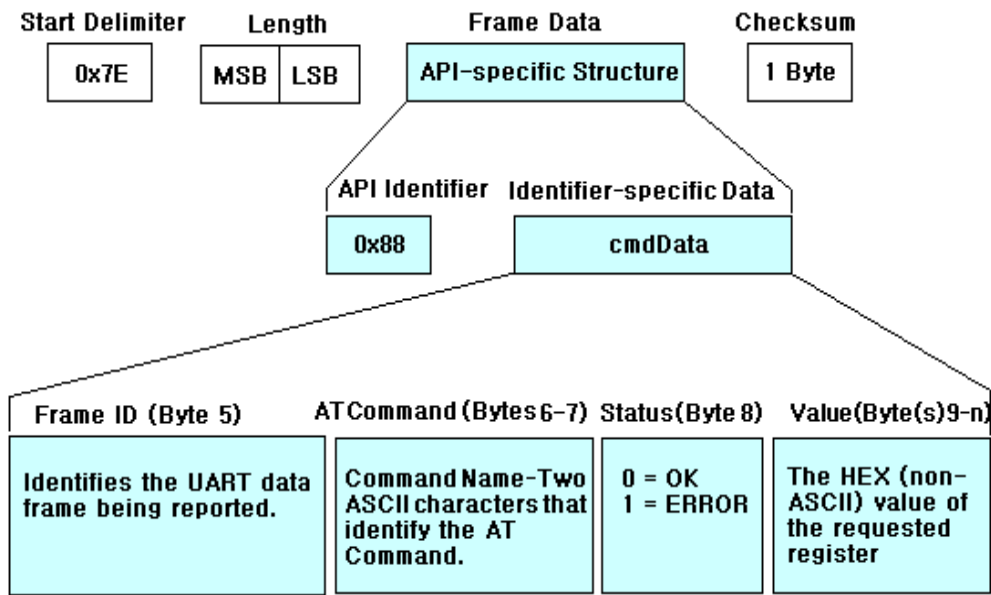 Start Delimiter
Length
Frame Data
Checksum
0x7E
MSB
LSB
API-specific Structure
1 Byte
API Identifier
Identifier-specific Data
0x88
cmdData
Frame ID (Byte 5)
AT Command (Bytes 6-7)
Status(Byte 8)
Value(Byte(s)9-n)
Identifies the UART data
frame being reported.
Command Name-Two
ASCII characters that
identify the AT
Command.
0 = OK
1 = ERROR
The HEX (non-
ASCII) value of
the requested
register